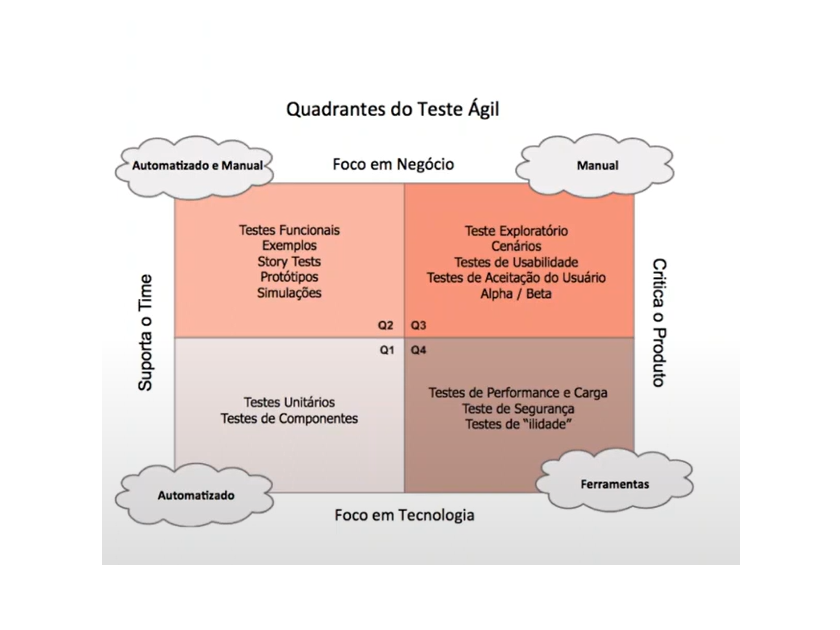 Quadrantes do Teste Ágil
Automatizado e Manual
Foco em Negócio
Manual
Testes Funcionais
Exemplos
Story Tests
Protótipos
Simulações
Q2
Teste Exploratório
Cenários
Testes de Usabilidade
Testes de Aceitação do Usuário
Alpha / Beta
Q3
Suporta o Time
Critica o Produto
Q1
Testes Unitários
Testes de Componentes
Q4
Testes de Performance e Carga
Teste de Segurança
Testes de “ilidade”
Automatizado
Ferramentas
Foco em Tecnologia